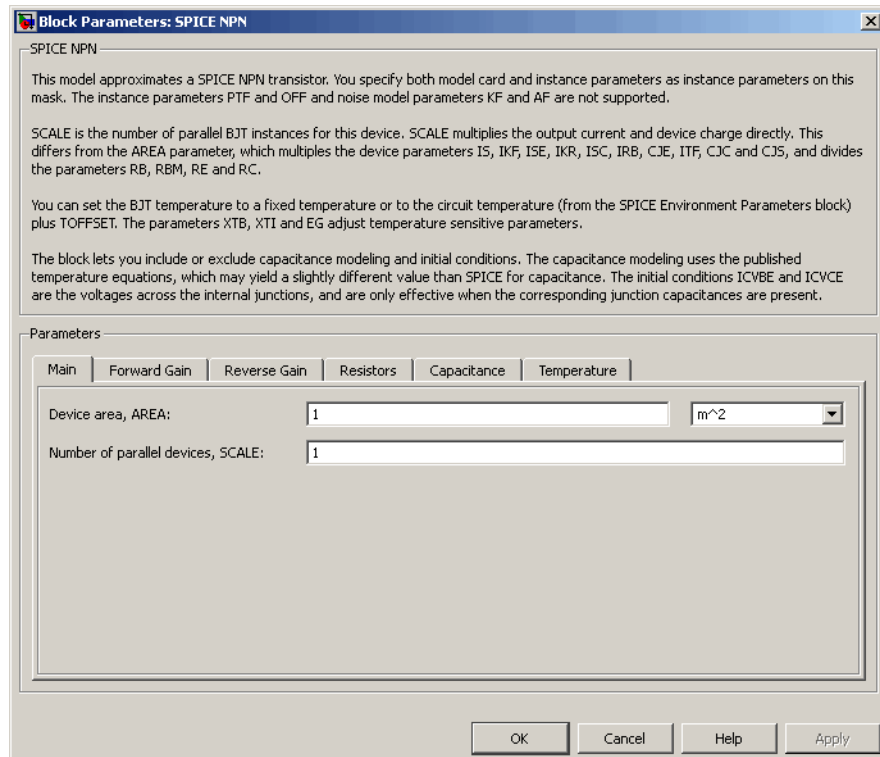 Block Parameters: SPICE NPN
SPICE NPN
This model approximates a SPICE NPN transistor. You specify both model card and instance parameters as instance parameters on this
mask. The instance parameters PTF and OFF and noise model parameters KF and AF are not supported.
SCALE is the number of parallel BJT instances for this device. SCALE multiplies the output current and device charge directly. This
differs from the AREA parameter, which multiples the device parameters IS, IKF, ISE, IKR, ISC, IRB, CJE, ITF, CJC and CJS, and divides
the parameters RB, RBM, RE and RC.
You can set the BJT temperature to a fixed temperature or to the circuit temperature (from the SPICE Environment Parameters block)
plus TOFFSET. The parameters XTB, XTI and EG adjust temperature sensitive parameters.
The block lets you include or exclude capacitance modeling and initial conditions. The capacitance modeling uses the published
temperature equations, which may yield a slightly different value than SPICE for capacitance. The initial conditions ICVBE and ICVCE
are the voltages across the internal junctions, and are only effective when the corresponding junction capacitances are present.
Parameters
Main Forward Gain Reverse Gain Resistors Capacitance Temperature
Device area, AREA: 1 m^2
Number of parallel devices, SCALE: 1
OK Cancel Help Apply